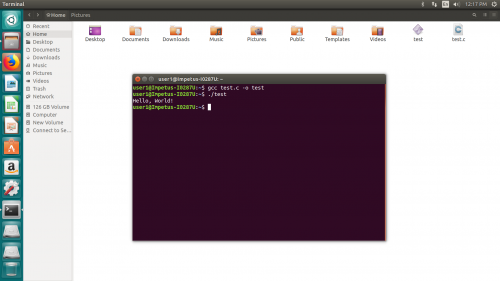 Terminal
En
12:17 PM
Home Pictures
Recent
Home
Desktop
Documents
Downloads
Music
Pictures
Videos
Trash
Network
126 GB Volume
Computer
New Volume
Connect to Se...
Desktop Documents Downloads Music Pictures Public Templates Videos test test.c
user1@Impetus-I0287U: ~
user1@Impetus-I0287U:~$ gcc test.c -o test
user1@Impetus-I0287U:~$ ./test
Hello, World!
user1@Impetus-I0287U:~$